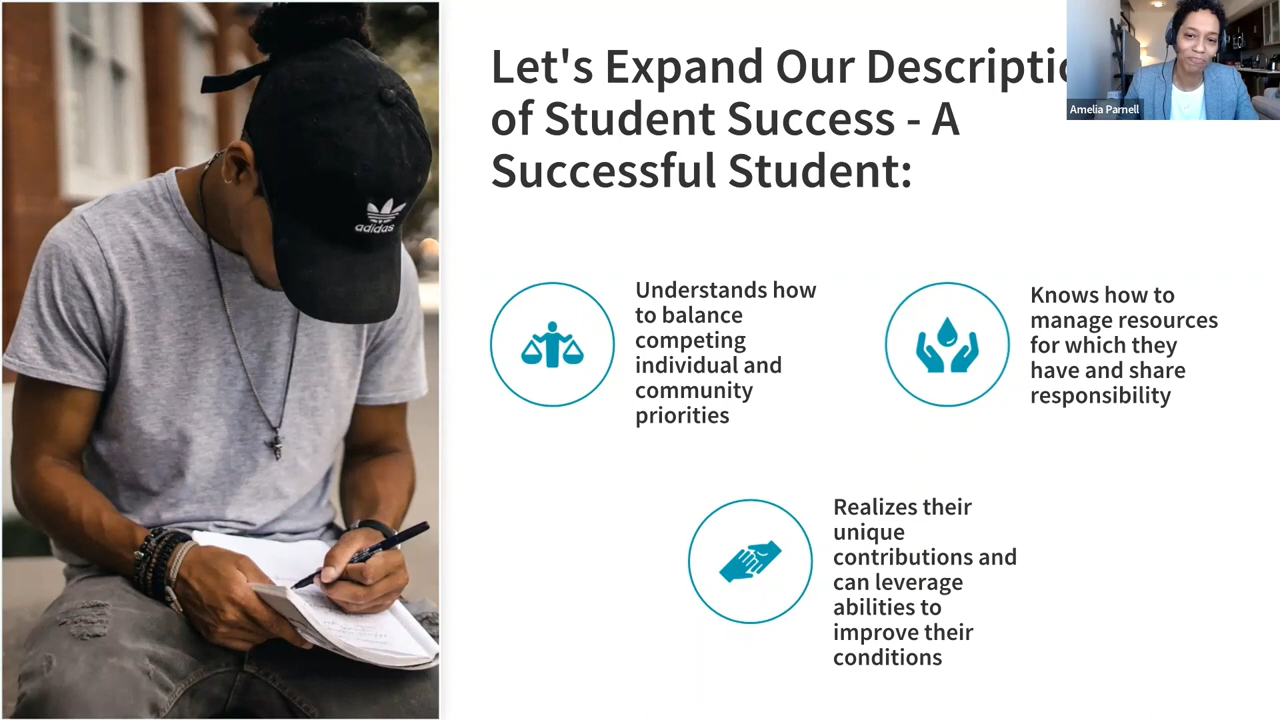 Let's Expand Our Descriptio
of Student Success - A
Successful Student:
Amelia Parnell
adidas
Understands how
to balance
competing
individual and
community
priorities
Knows how to
manage resources
for which they
have and share
responsibility
Realizes their
unique
contributions and
can leverage
abilities to
improve their
conditions